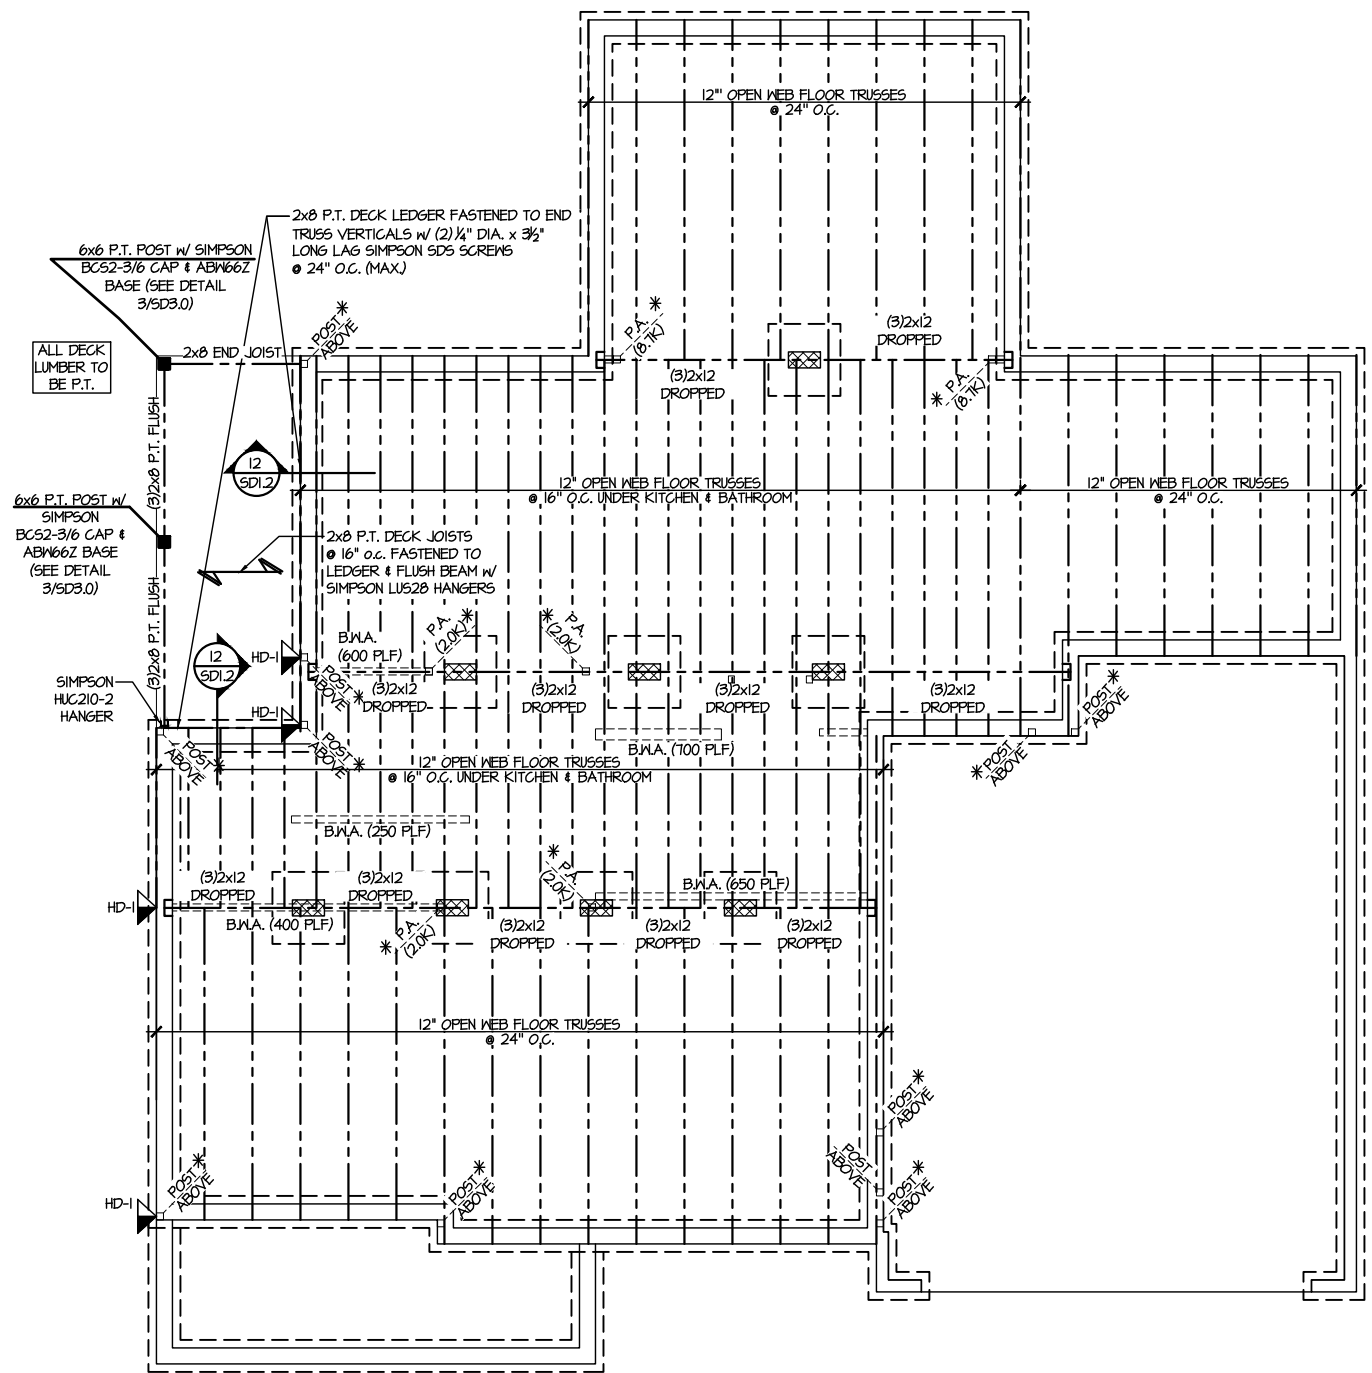 12"' OPEN WEB FLOOR TRUSSES
@ 24" O.C.
2x8 P.T. DECK LEDGER FASTENED TO END
TRUSS VERTICALS w/ (2) 1/4" DIA. x 3 1/2"
LONG LAG SIMPSON SDS SCREWS
@ 24" O.C. (MAX.)
6x6 P.T. POST w/ SIMPSON
BCS2-3/6 CAP & ABW66Z
BASE (SEE DETAIL
3/SD3.0)
ALL DECK
LUMBER TO
BE P.T.
2x8 END JOIST
POST *
ABOVE
P.A. *
(8.7K)
(3)2x12
DROPPED
(3)2x12
DROPPED
* P.A.
(8.7K)
(3)2x8 P.T. FLUSH
12
SD1.2
12" OPEN WEB FLOOR TRUSSES
@ 16" O.C. UNDER KITCHEN & BATHROOM
12" OPEN WEB FLOOR TRUSSES
@ 24" O.C.
6x6 P.T. POST w/
SIMPSON
BCS2-3/6 CAP &
ABW66Z BASE
(SEE DETAIL
3/SD3.0)
2x8 P.T. DECK JOISTS
@ 16" o.c. FASTENED TO
LEDGER & FLUSH BEAM w/
SIMPSON LUS28 HANGERS
(3)2x8 P.T. FLUSH
12
SD1.2
HD-1
B.W.A.
(600 PLF)
P.A. *
(2.0K)
* P.A.
(2.0K)
SIMPSON
HUC210-2
HANGER
HD-1
POST *
ABOVE
(3)2x12
DROPPED
(3)2x12
DROPPED
(3)2x12
DROPPED
(3)2x12
DROPPED
POST *
ABOVE
POST *
ABOVE
POST *
ABOVE
* POST
ABOVE
B.W.A. (700 PLF)
12" OPEN WEB FLOOR TRUSSES
@ 16" O.C. UNDER KITCHEN & BATHROOM
B.W.A. (250 PLF)
(3)2x12
DROPPED
(3)2x12
DROPPED
* P.A.
(2.0K)
B.W.A. (650 PLF)
HD-1
B.W.A. (400 PLF)
* P.A.
(2.0K)
(3)2x12
DROPPED
(3)2x12
DROPPED
(3)2x12
DROPPED
12" OPEN WEB FLOOR TRUSSES
@ 24" O.C.
POST *
ABOVE
POST
ABOVE
POST *
ABOVE
HD-1
POST *
ABOVE
POST *
ABOVE